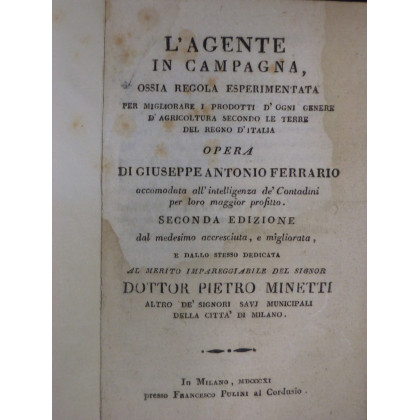 L'AGENTE
IN CAMPAGNA,
OSSIA REGOLA ESPERIMENTATA
PER MIGLIORARE I PRODOTTI D'OGNI GENERE
D'AGRICOLTURA SECONDO LE TERRE
DEL REGNO D'ITALIA
OPERA
DI GIUSEPPE ANTONIO FERRARIO
accomodata all'intelligenza de' Contadini
per loro maggior profitto.
SECONDA EDIZIONE
dal medesimo accresciuta, e migliorata,
E DALLO STESSO DEDICATA
AL MERITO IMPAREGGIABILE DEL SIGNOR
DOTTOR PIETRO MINETTI
ALTRO DE' SIGNORI SAVJ MUNICIPALI
DELLA CITTA' DI MILANO.
In Milano, MDCCCXI
presso Francesco Pulini al Cordusio.